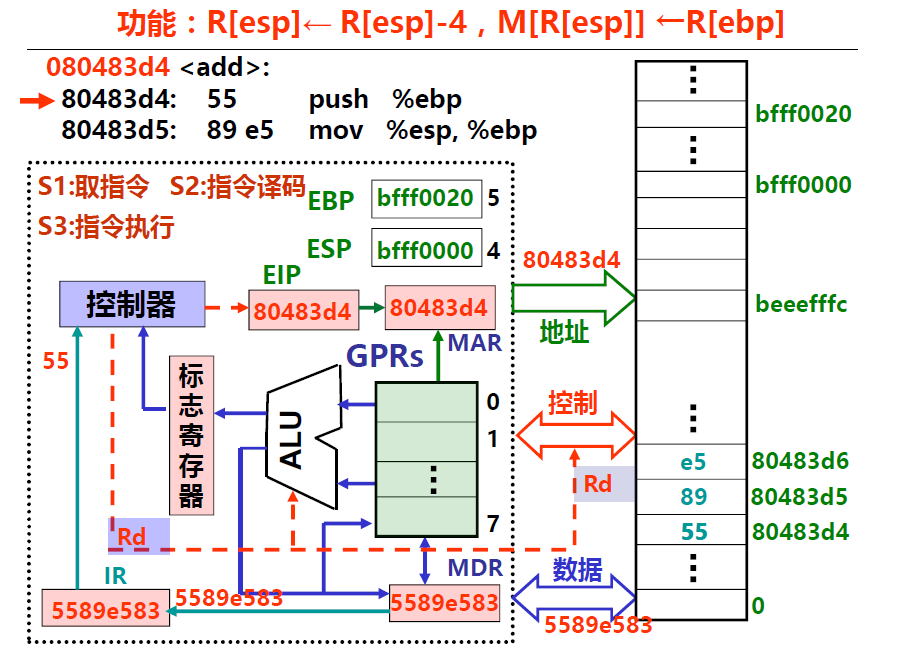 功能：R[esp]← R[esp]-4，M[R[esp]] ←R[ebp]
080483d4 <add>:
80483d4: 55 push %ebp
80483d5: 89 e5 mov %esp, %ebp
S1:取指令 S2:指令译码
S3:指令执行
EBP bfff0020 5
ESP bfff0000 4
EIP
控制器
80483d4
80483d4
MAR
80483d4
地址
55
标志寄存器
ALU
GPRs
0
1
⋮
7
控制
Rd
Rd
IR
5589e583
5589e583
MDR
5589e583
数据
5589e583
⋮
bfff0020
⋮
bfff0000
beeefffc
⋮
e5 80483d6
89 80483d5
55 80483d4
⋮
0